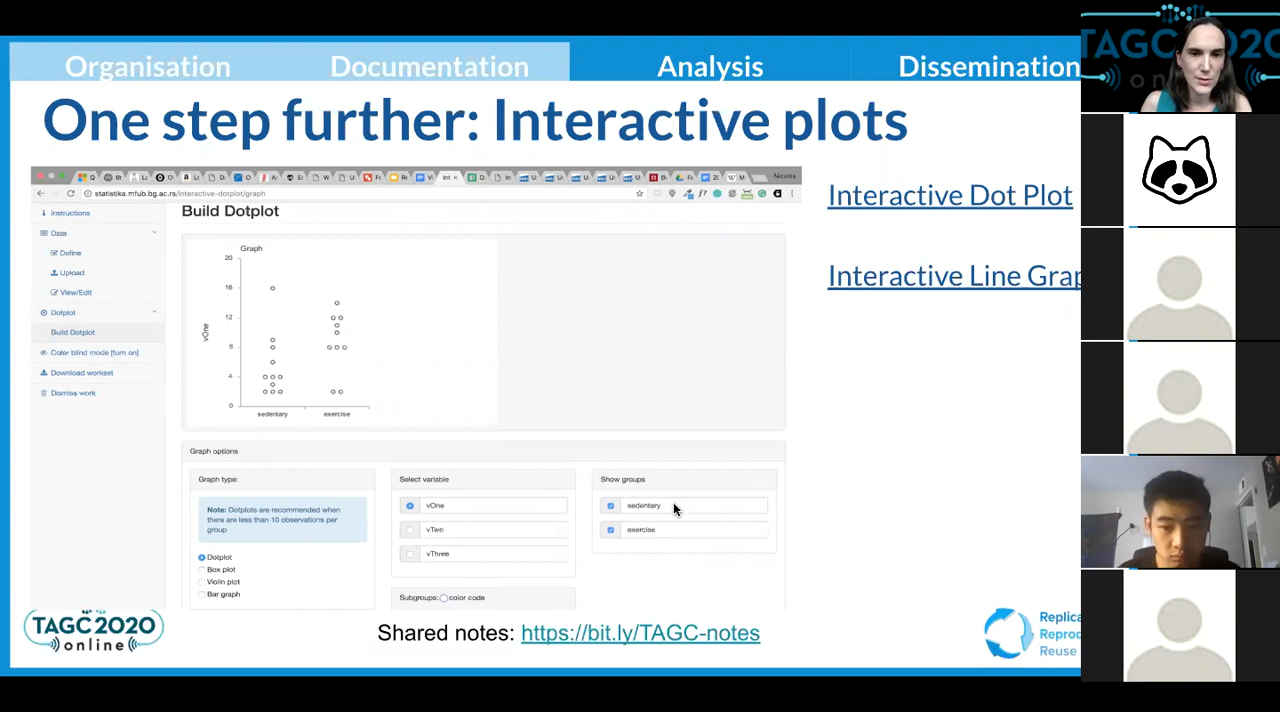 Organisation
Documentation
Analysis
Dissemination
One step further: Interactive plots
statistika.mfub.bg.ac.rs/interactive-dotplot/graph
Nicolas
Instructions
Data
Define
Upload
View/Edit
Dotplot
Build Dotplot
Color blind mode [turn on]
Download workset
Dismiss work
Build Dotplot
Graph
20
16
12
8
4
0
vOne
sedentary
exercise
Graph options
Graph type:
Note: Dotplots are recommended when
there are less than 10 observations per
group
Dotplot
Box plot
Violin plot
Bar graph
Select variable
vOne
vTwo
vThree
Subgroups:
color code
Show groups
sedentary
exercise
Interactive Dot Plot
Interactive Line Grap
TAGC 2020
online
Shared notes: https://bit.ly/TAGC-notes
Replica
Reprod
Reuse
TAGC 2020